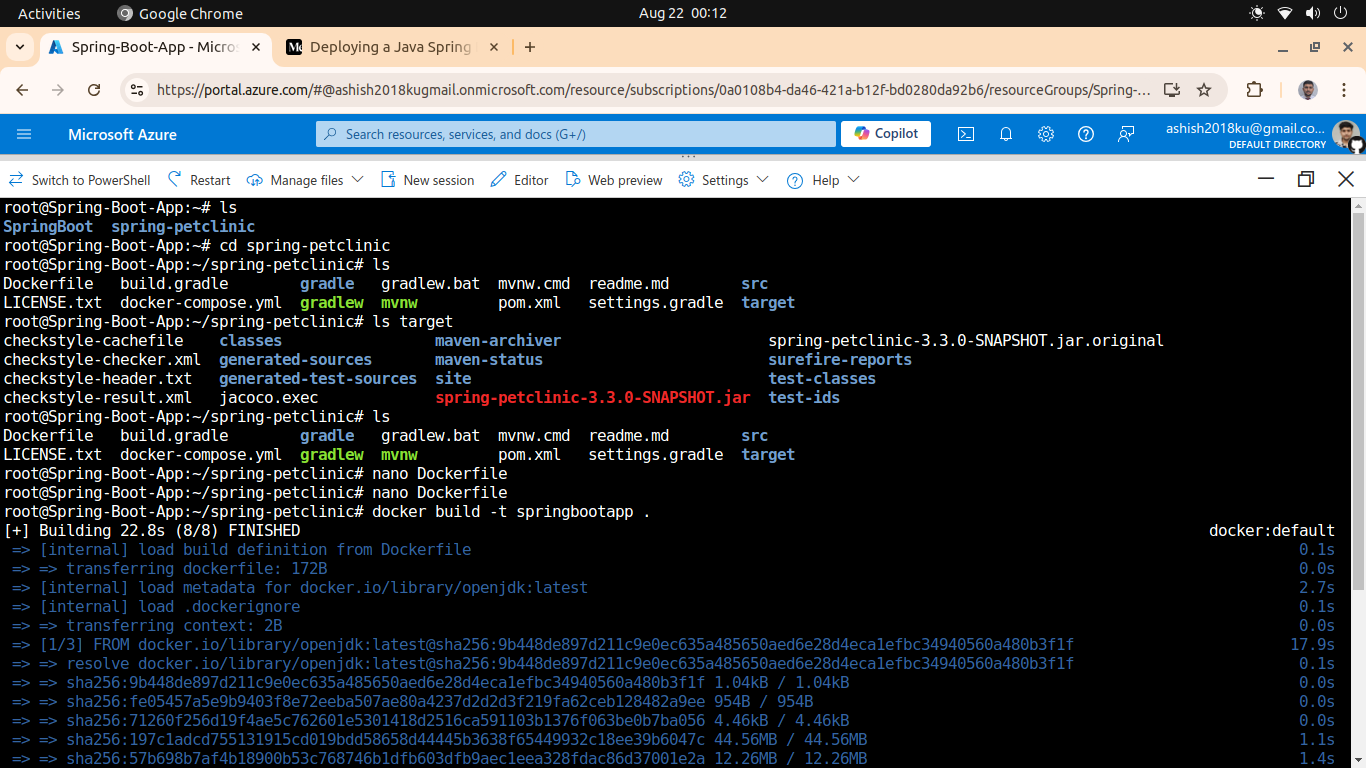 Activities Google Chrome Aug 22 00:12
Spring-Boot-App - Micros Deploying a Java Spring
https://portal.azure.com/#@ashish2018kugmail.onmicrosoft.com/resource/subscriptions/0a0108b4-da46-421a-b12f-bd0280da92b6/resourceGroups/Spring-...
Microsoft Azure Search resources, services, and docs (G+/) Copilot ashish2018ku@gmail.co...
DEFAULT DIRECTORY
Switch to PowerShell Restart Manage files New session Editor Web preview Settings Help
root@Spring-Boot-App:~# ls
SpringBoot spring-petclinic
root@Spring-Boot-App:~# cd spring-petclinic
root@Spring-Boot-App:~/spring-petclinic# ls
Dockerfile build.gradle gradle gradlew.bat mvnw.cmd readme.md src
LICENSE.txt docker-compose.yml gradlew mvnw pom.xml settings.gradle target
root@Spring-Boot-App:~/spring-petclinic# ls target
checkstyle-cachefile classes maven-archiver spring-petclinic-3.3.0-SNAPSHOT.jar.original
checkstyle-checker.xml generated-sources maven-status surefire-reports
checkstyle-header.txt generated-test-sources site test-classes
checkstyle-result.xml jacoco.exec spring-petclinic-3.3.0-SNAPSHOT.jar test-ids
root@Spring-Boot-App:~/spring-petclinic# ls
Dockerfile build.gradle gradle gradlew.bat mvnw.cmd readme.md src
LICENSE.txt docker-compose.yml gradlew mvnw pom.xml settings.gradle target
root@Spring-Boot-App:~/spring-petclinic# nano Dockerfile
root@Spring-Boot-App:~/spring-petclinic# nano Dockerfile
root@Spring-Boot-App:~/spring-petclinic# docker build -t springbootapp .
[+] Building 22.8s (8/8) FINISHED docker:default
=> [internal] load build definition from Dockerfile 0.1s
=> => transferring dockerfile: 172B 0.0s
=> [internal] load metadata for docker.io/library/openjdk:latest 2.7s
=> [internal] load .dockerignore 0.1s
=> => transferring context: 2B 0.0s
=> [1/3] FROM docker.io/library/openjdk:latest@sha256:9b448de897d211c9e0ec635a485650aed6e28d4eca1efbc34940560a480b3f1f 17.9s
=> => resolve docker.io/library/openjdk:latest@sha256:9b448de897d211c9e0ec635a485650aed6e28d4eca1efbc34940560a480b3f1f 0.1s
=> => sha256:9b448de897d211c9e0ec635a485650aed6e28d4eca1efbc34940560a480b3f1f 1.04kB / 1.04kB 0.0s
=> => sha256:fe05457a5e9b9403f8e72eeba507ae80a4237d2d2d3f219fa62ceb128482a9ee 954B / 954B 0.0s
=> => sha256:71260f256d19f4ae5c762601e5301418d2516ca591103b1376f063be0b7ba056 4.46kB / 4.46kB 0.0s
=> => sha256:197c1adcd755131915cd019bdd58658d44445b3638f65449932c18ee39b6047c 44.56MB / 44.56MB 1.1s
=> => sha256:57b698b7af4b18900b53c768746b1dfb603dfb9aec1eea328fdac86d37001e2a 12.26MB / 12.26MB 1.4s